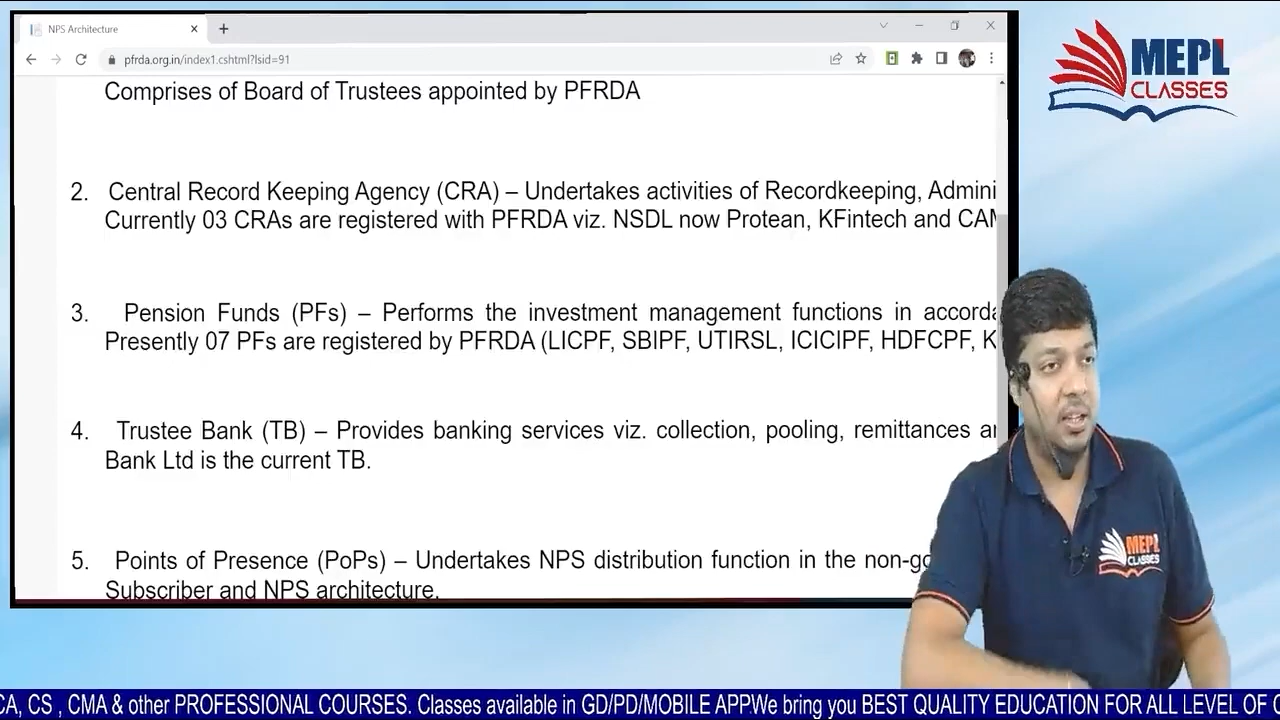 NPS Architecture
pfrda.org.in/index1.cshtml?lsid=91
MEPL
CLASSES
Comprises of Board of Trustees appointed by PFRDA
2. Central Record Keeping Agency (CRA) – Undertakes activities of Recordkeeping, Admini
Currently 03 CRAs are registered with PFRDA viz. NSDL now Protean, KFintech and CAM
3. Pension Funds (PFs) – Performs the investment management functions in accorda
Presently 07 PFs are registered by PFRDA (LICPF, SBIPF, UTIRSL, ICICIPF, HDFCPF, K
4. Trustee Bank (TB) – Provides banking services viz. collection, pooling, remittances
Bank Ltd is the current TB.
5. Points of Presence (PoPs) – Undertakes NPS distribution function in the
Subscriber and NPS architecture.
MEPL
CLASSES
CA, CS , CMA & other PROFESSIONAL COURSES. Classes available in GD/PD/MOBILE APP.We bring you BEST QUALITY EDUCATION FOR ALL LEVEL OF